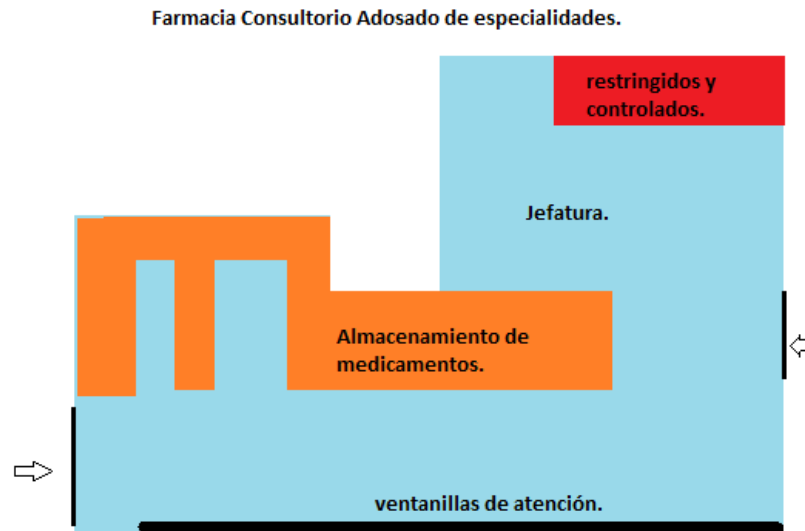 Farmacia Consultorio Adosado de especialidades.
restringidos y
controlados.
Jefatura.
Almacenamiento de
medicamentos.
ventanillas de atención.